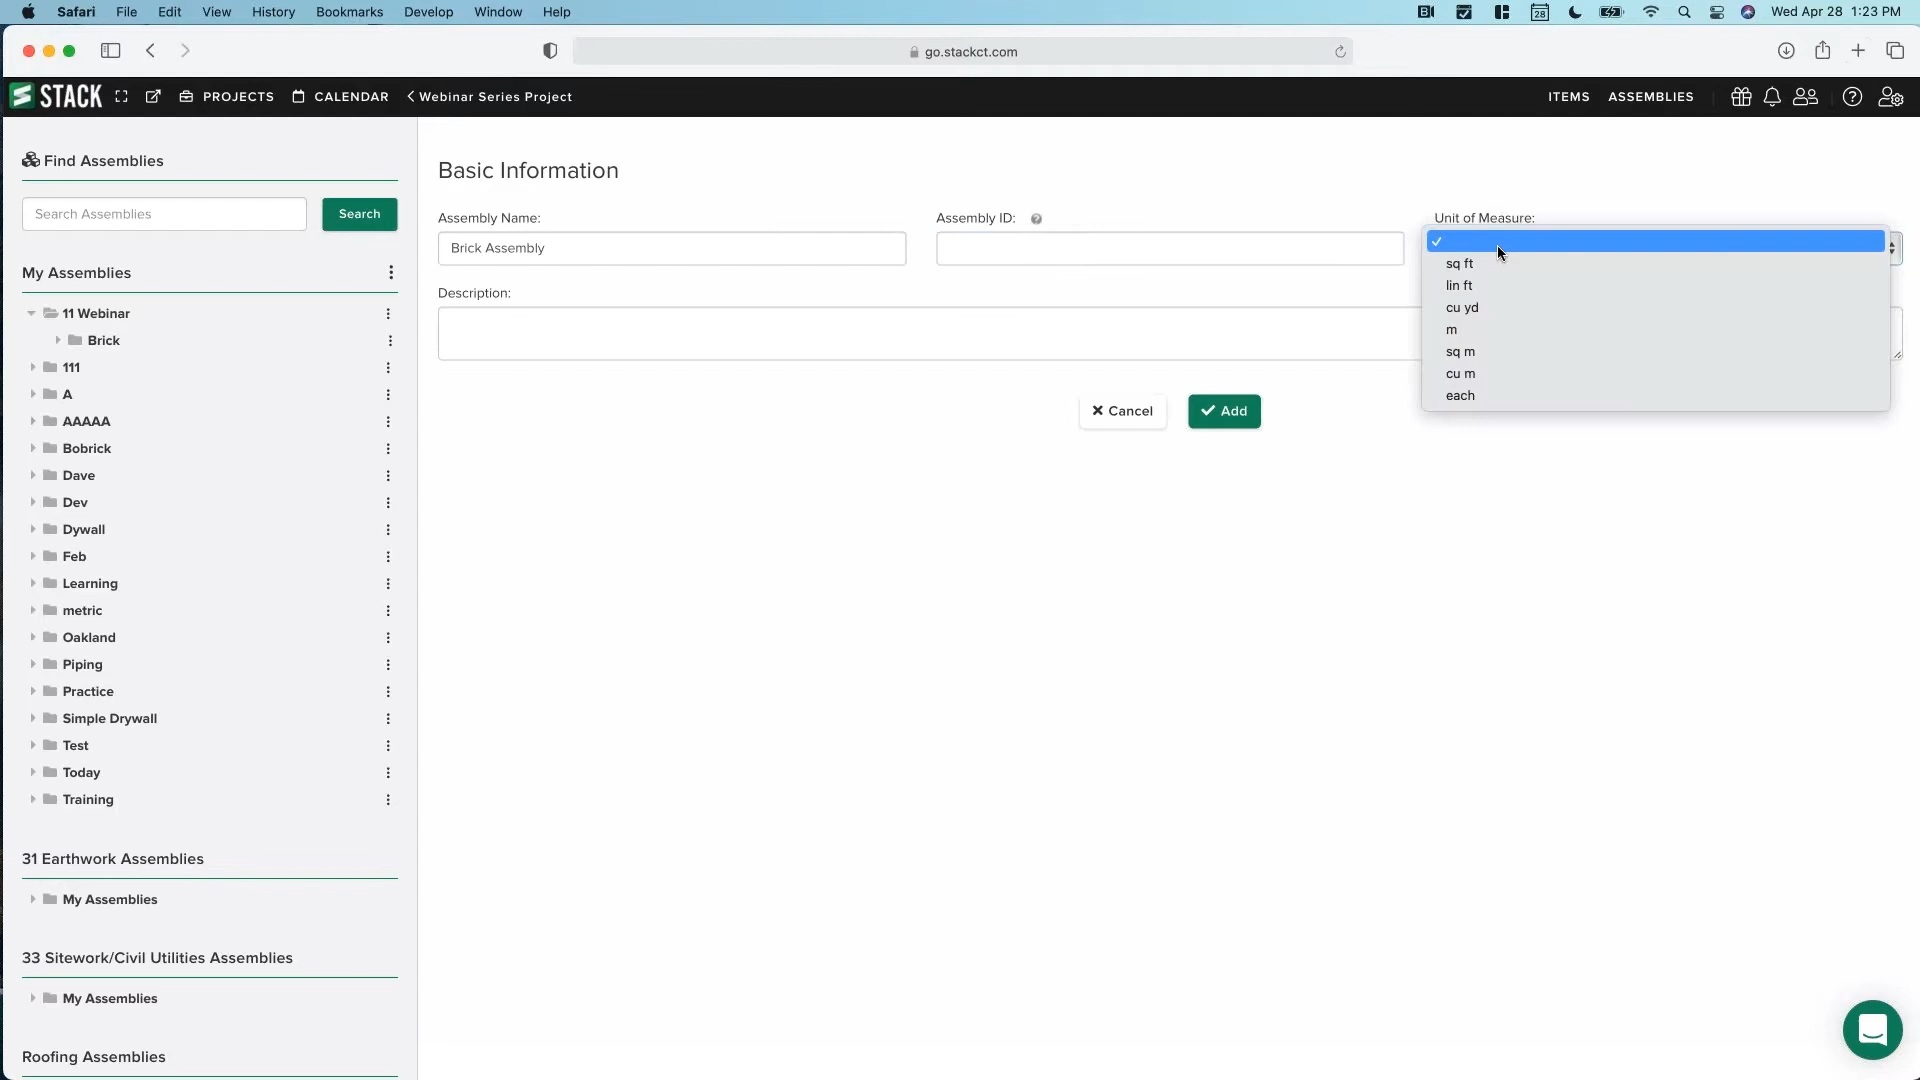 Safari File Edit View History Bookmarks Develop Window Help
28
Wed Apr 28 1:23 PM
go.stackct.com
STACK
PROJECTS
CALENDAR
Webinar Series Project
ITEMS
ASSEMBLIES
Find Assemblies
Search Assemblies
Search
My Assemblies
11 Webinar
Brick
111
A
AAAAA
Bobrick
Dave
Dev
Dywall
Feb
Learning
metric
Oakland
Piping
Practice
Simple Drywall
Test
Today
Training
31 Earthwork Assemblies
My Assemblies
33 Sitework/Civil Utilities Assemblies
My Assemblies
Roofing Assemblies
Basic Information
Assembly Name:
Brick Assembly
Assembly ID:
Unit of Measure:
sq ft
lin ft
cu yd
m
sq m
cu m
each
Description:
Cancel
Add